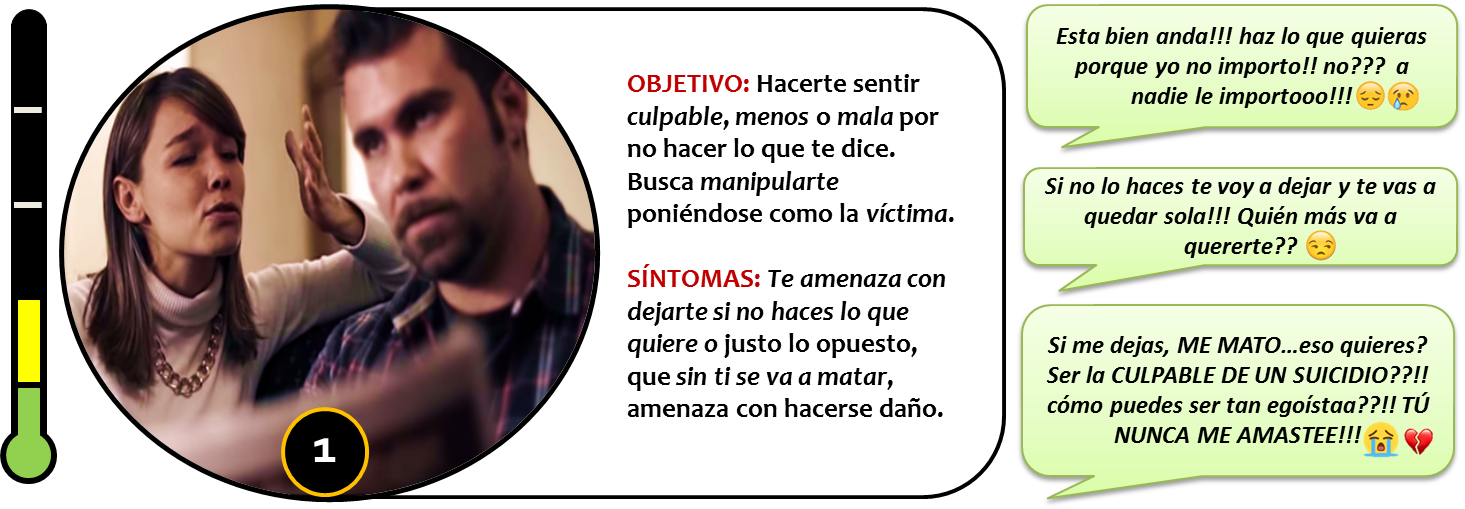 OBJETIVO: Hacerte sentir
culpable, menos o mala por
no hacer lo que te dice.
Busca manipularte
poniéndose como la víctima.
SÍNTOMAS: Te amenaza con
dejarte si no haces lo que
quiere o justo lo opuesto,
que sin ti se va a matar,
amenaza con hacerse daño.
1
Esta bien anda!!! haz lo que quieras
porque yo no importo!! no??? a
nadie le importooo!!!😔😢
Si no lo haces te voy a dejar y te vas a
quedar sola!!! Quién más va a
quererte?? 😒
Si me dejas, ME MATO...eso quieres?
Ser la CULPABLE DE UN SUICIDIO??!!
cómo puedes ser tan egoístaa??!! TÚ
NUNCA ME AMASTEE!!!😭💔